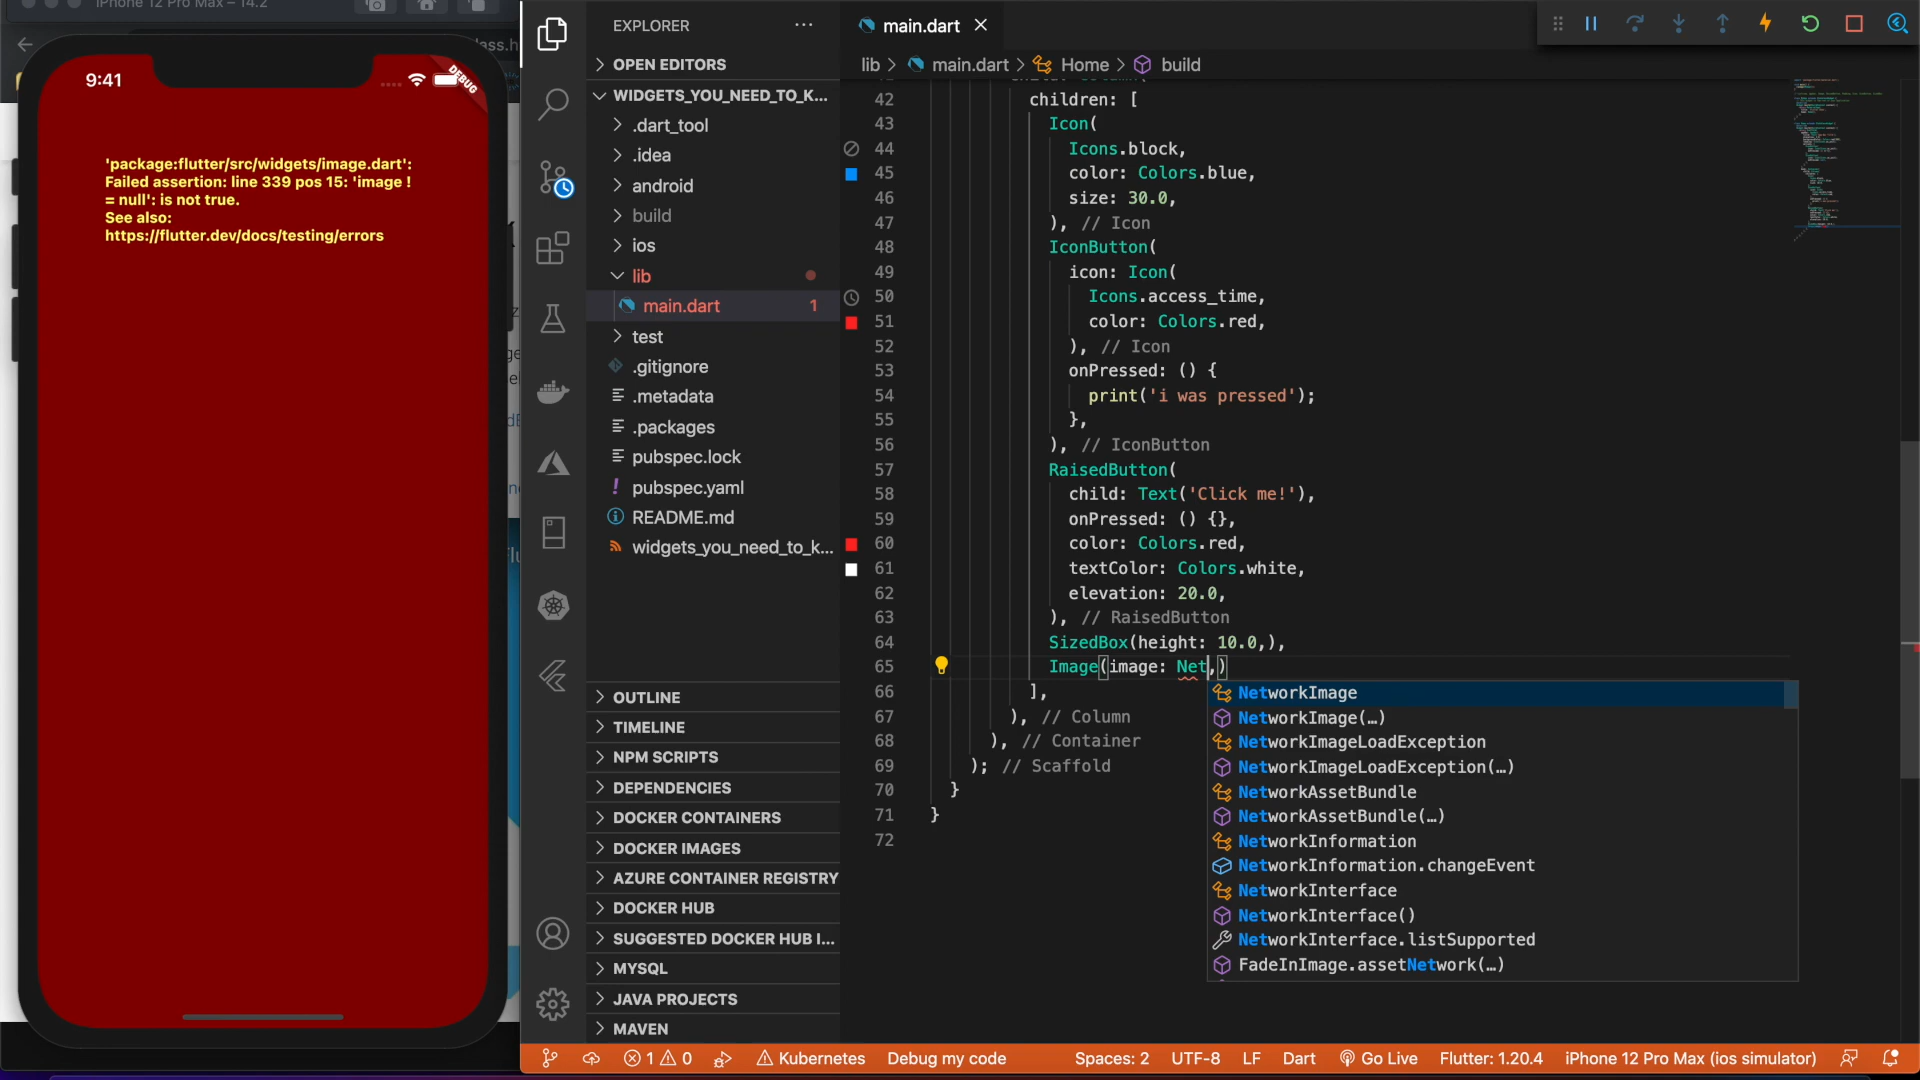 iPhone 12 Pro Max – 14.2
9:41
DEBUG
'package:flutter/src/widgets/image.dart':
Failed assertion: line 339 pos 15: 'image !
= null': is not true.
See also:
https://flutter.dev/docs/testing/errors
EXPLORER
OPEN EDITORS
WIDGETS_YOU_NEED_TO_K...
.dart_tool
.idea
android
build
ios
lib
main.dart 1
test
.gitignore
.metadata
.packages
pubspec.lock
pubspec.yaml
README.md
widgets_you_need_to_k...
OUTLINE
TIMELINE
NPM SCRIPTS
DEPENDENCIES
DOCKER CONTAINERS
DOCKER IMAGES
AZURE CONTAINER REGISTRY
DOCKER HUB
SUGGESTED DOCKER HUB I...
MYSQL
JAVA PROJECTS
MAVEN
main.dart
lib > main.dart > Home > build
42 children: [
43 Icon(
44 Icons.block,
45 color: Colors.blue,
46 size: 30.0,
47 ), // Icon
48 IconButton(
49 icon: Icon(
50 Icons.access_time,
51 color: Colors.red,
52 ), // Icon
53 onPressed: () {
54 print('i was pressed');
55 },
56 ), // IconButton
57 RaisedButton(
58 child: Text('Click me!'),
59 onPressed: () {},
60 color: Colors.red,
61 textColor: Colors.white,
62 elevation: 20.0,
63 ), // RaisedButton
64 SizedBox(height: 10.0,),
65 Image(image: Net,)
66 ],
67 ), // Column
68 ), // Container
69 ); // Scaffold
70 }
71 }
72
NetworkImage
NetworkImage(…)
NetworkImageLoadException
NetworkImageLoadException(…)
NetworkAssetBundle
NetworkAssetBundle(…)
NetworkInformation
NetworkInformation.changeEvent
NetworkInterface
NetworkInterface()
NetworkInterface.listSupported
FadeInImage.assetNetwork(…)
1 0 Kubernetes Debug my code Spaces: 2 UTF-8 LF Dart Go Live Flutter: 1.20.4 iPhone 12 Pro Max (ios simulator)